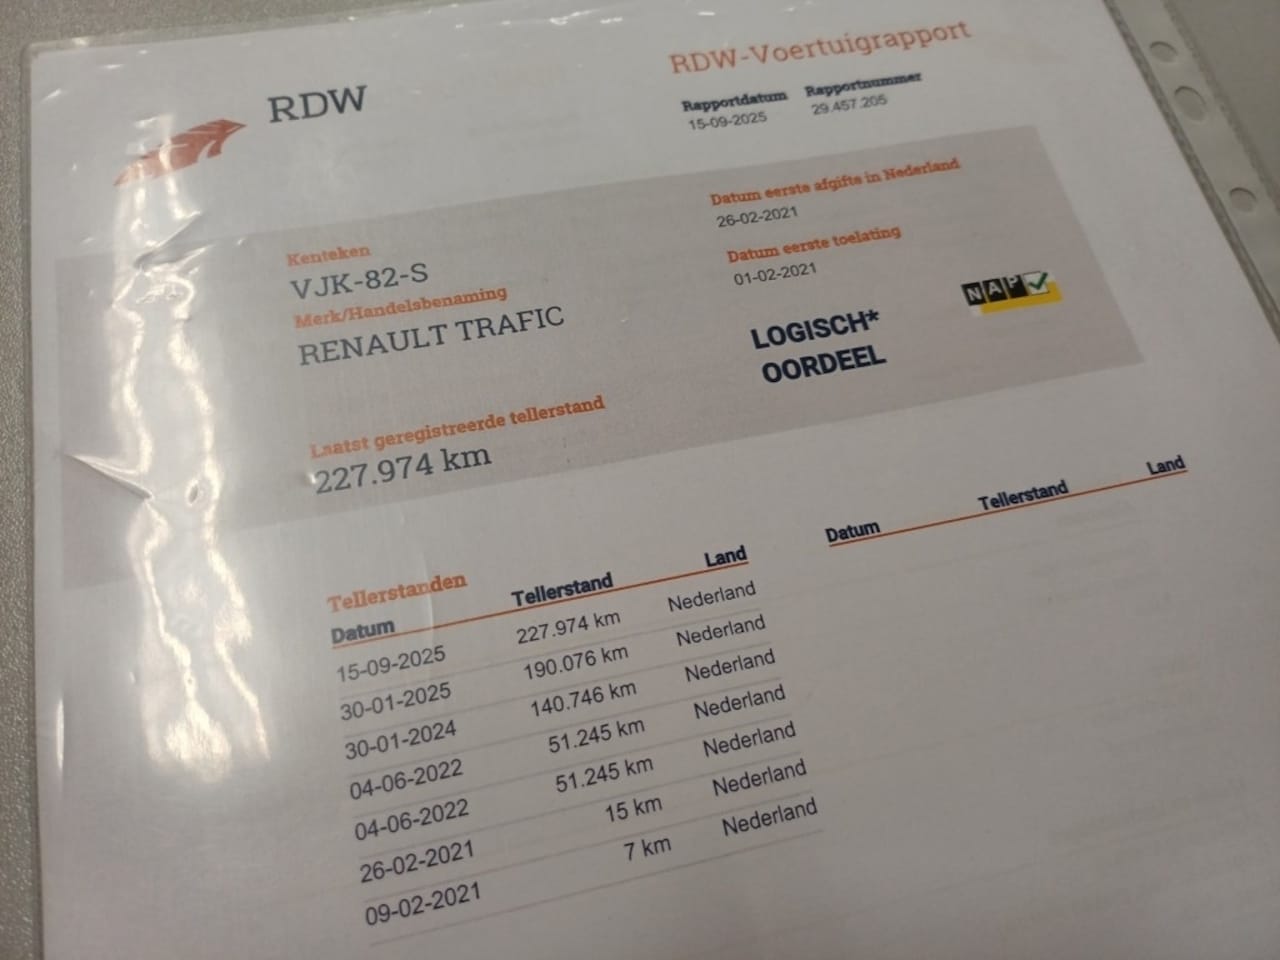 RDW
RDW-Voertuigrapport
Rapportdatum Rapportnummer
15-09-2025 29.457.205
Kenteken
VJK-82-S
Merk/Handelsbenaming
RENAULT TRAFIC
Laatst geregistreerde tellerstand
227.974 km
Datum eerste afgifte in Nederland
26-02-2021
Datum eerste toelating
01-02-2021
LOGISCH*
OORDEEL
NAP
Tellerstanden
Datum Tellerstand Land
15-09-2025 227.974 km Nederland
30-01-2025 190.076 km Nederland
30-01-2024 140.746 km Nederland
04-06-2022 51.245 km Nederland
04-06-2022 51.245 km Nederland
26-02-2021 15 km Nederland
09-02-2021 7 km Nederland
Datum Tellerstand Land